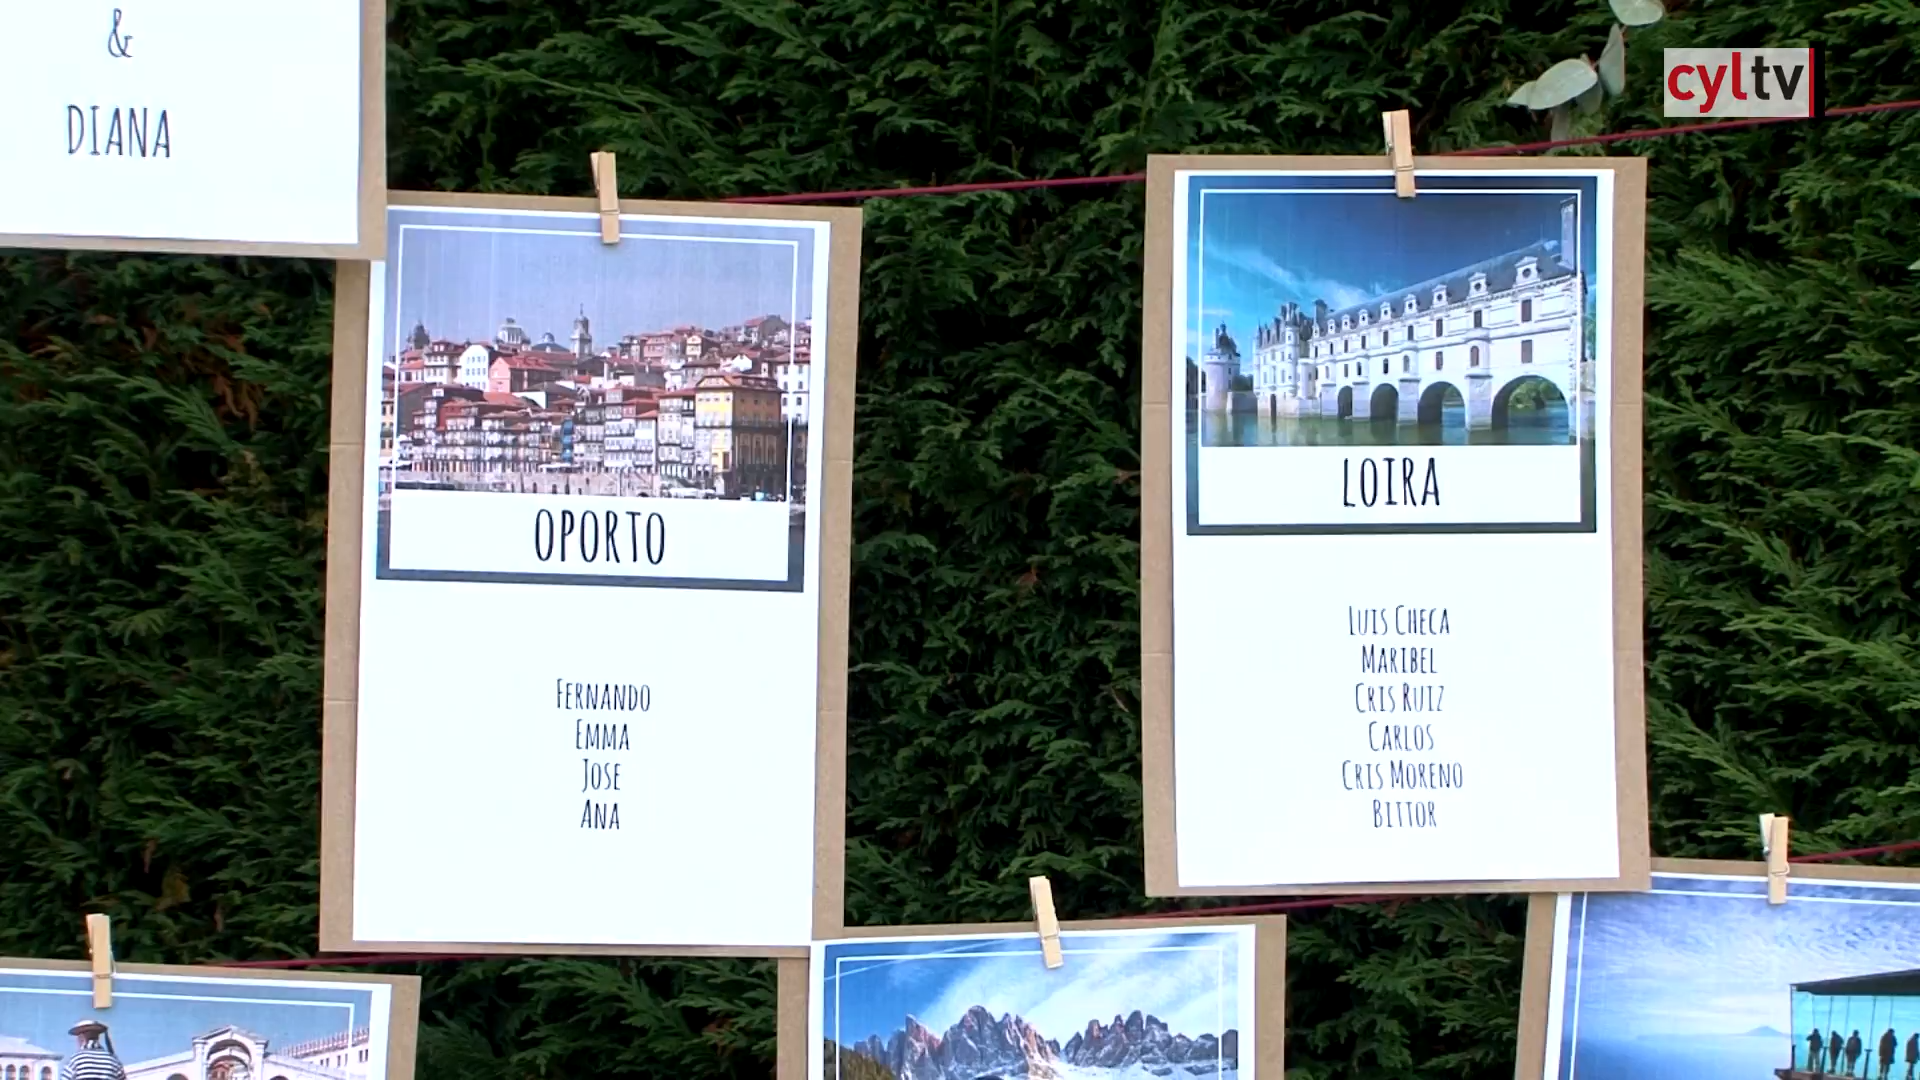 &
DIANA
cyltv
OPORTO
FERNANDO
EMMA
JOSE
ANA
LOIRA
LUIS CHECA
MARIBEL
CRIS RUIZ
CARLOS
CRIS MORENO
BITTOR